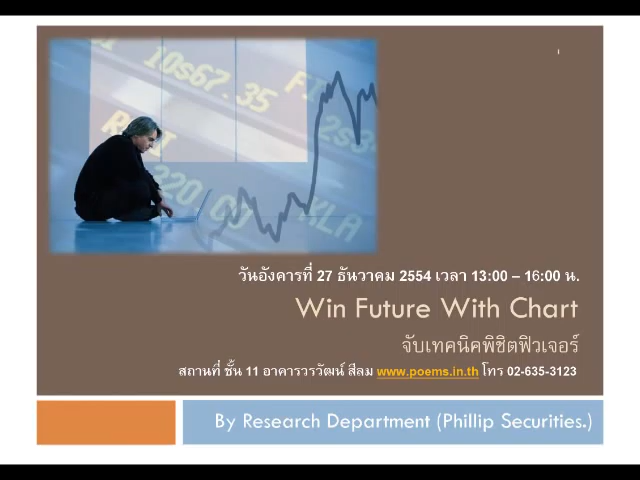 10s67.35
220
KLA
วันอังคารที่ 27 ธันวาคม 2554 เวลา 13:00 – 16:00 น.
Win Future With Chart
จับเทคนิคพิชิตฟิวเจอร์
สถานที่ ชั้น 11 อาคารวรวัฒน์ สีลม www.poems.in.th โทร 02-635-3123
By Research Department (Phillip Securities.)